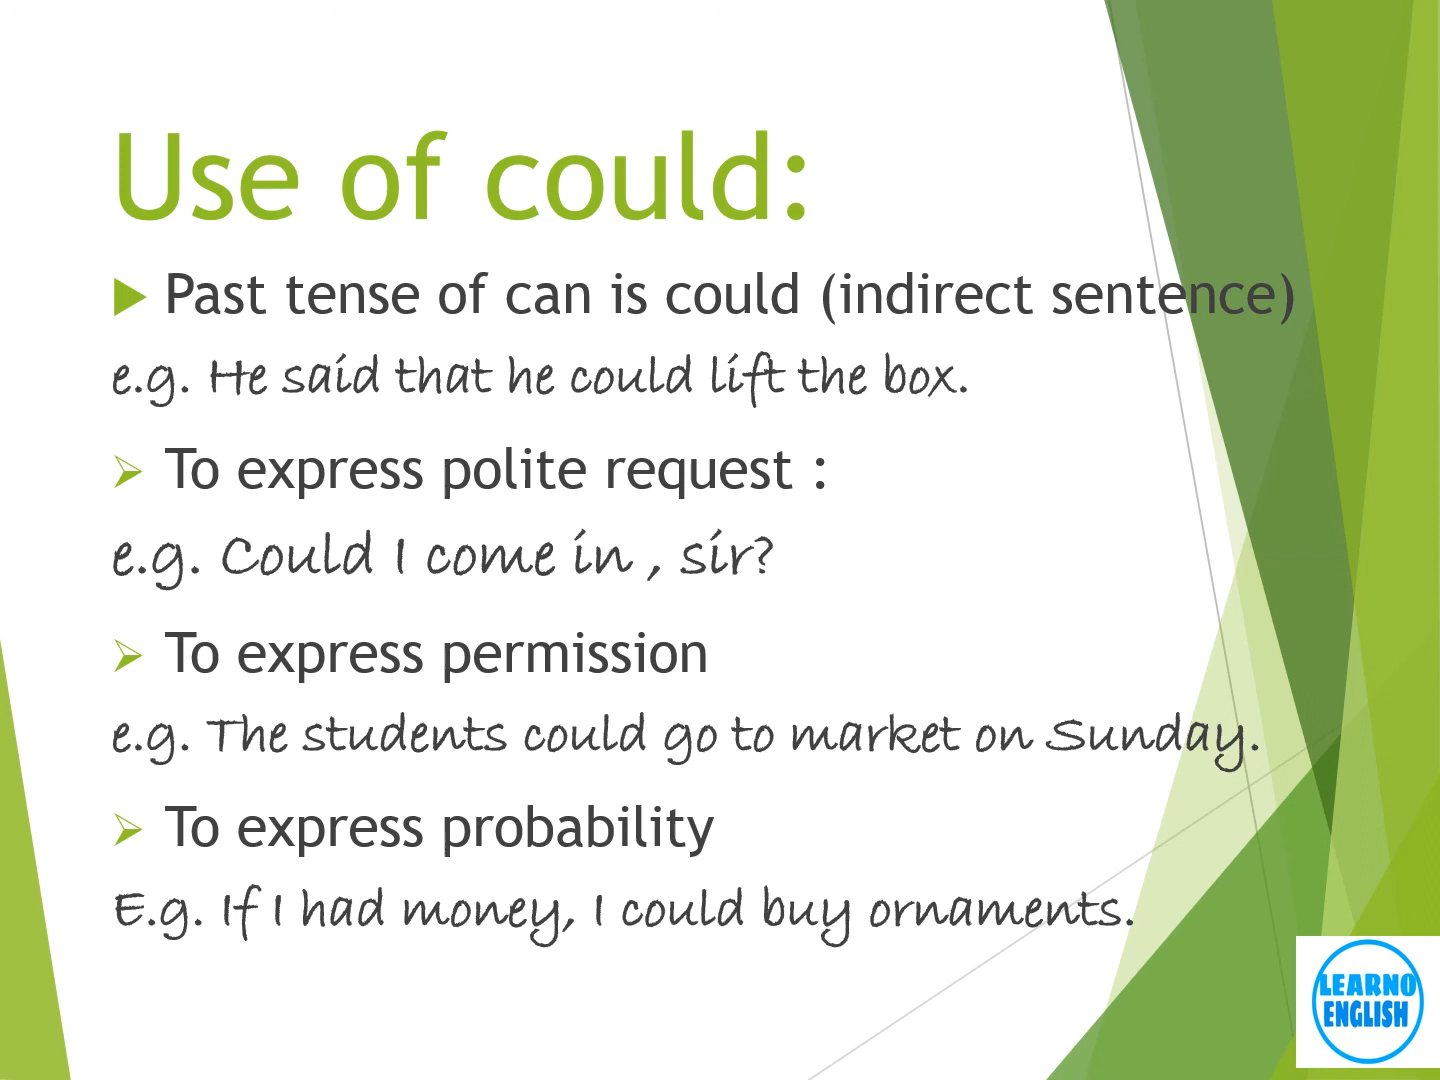 Use of could:
Past tense of can is could (indirect sentence)
e.g. He said that he could lift the box.
To express polite request :
e.g. Could I come in , sir?
To express permission
e.g. The students could go to market on Sunday.
To express probability
E.g. If I had money, I could buy ornaments.
LEARNO
ENGLISH